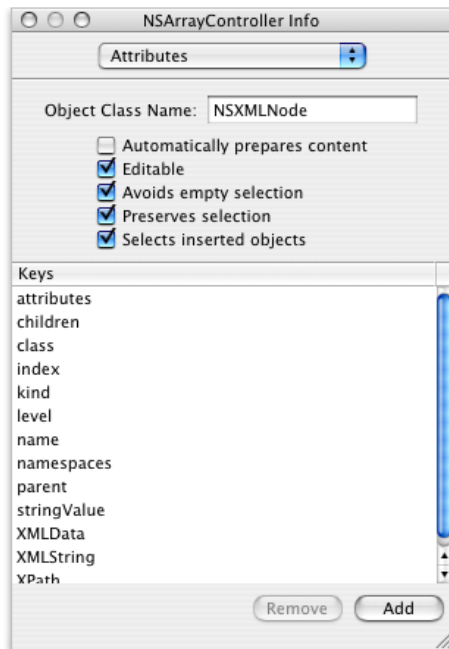 NSArrayController Info
Attributes
Object Class Name: NSXMLNode
Automatically prepares content
Editable
Avoids empty selection
Preserves selection
Selects inserted objects
Keys
attributes
children
class
index
kind
level
name
namespaces
parent
stringValue
XMLData
XMLString
XPath
Remove Add